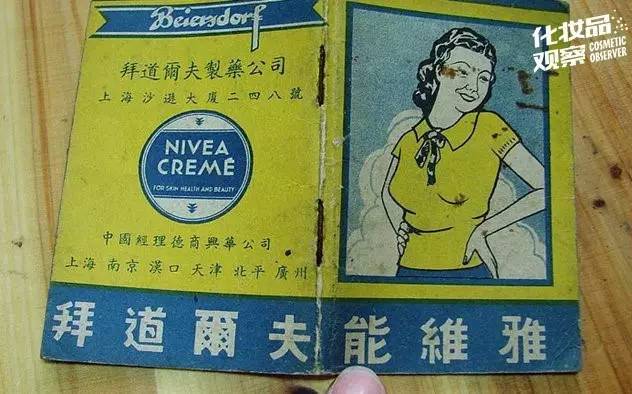 Beiersdorf
拜道爾夫製藥公司
上海沙遜大廈二四八號
NIVEA
CREMÉ
FOR SKIN HEALTH AND BEAUTY
中國經理德商興華公司
上海 南京 漢口 天津 北平 廣州
拜道爾夫
能維雅
化妆品
观察
COSMETIC
OBSERVER